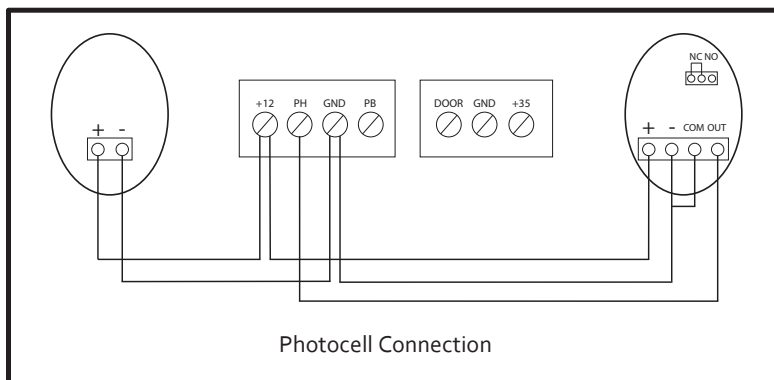 NC NO
+12 PH GND PB
DOOR GND +35
+ -
+ - COM OUT
Photocell Connection